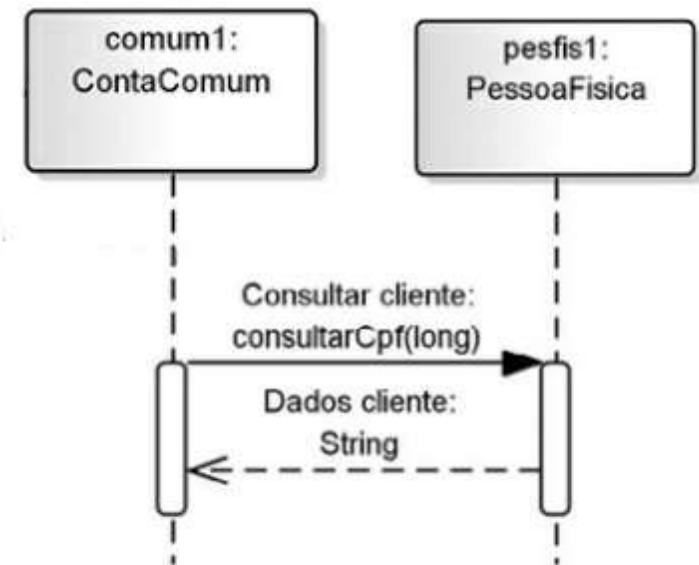 comum1:
ContaComum
pesfis1:
PessoaFisica
Consultar cliente:
consultarCpf(long)
Dados cliente:
String